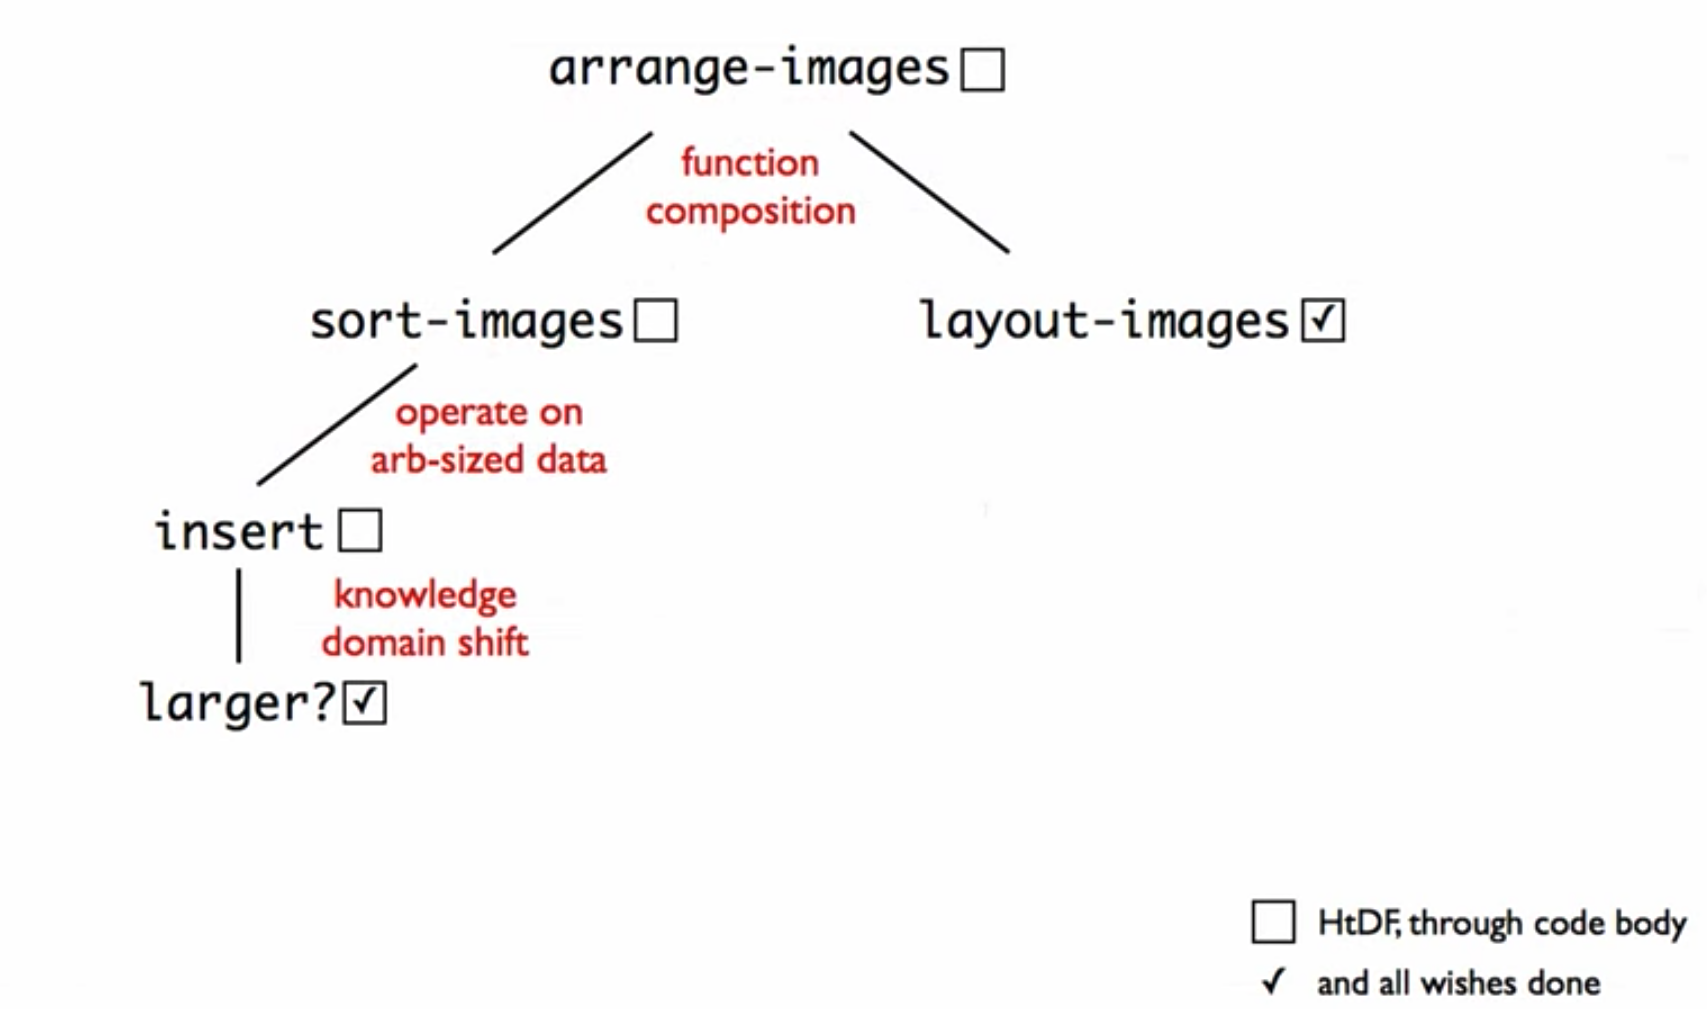 arrange-images
function
composition
sort-images
layout-images ✓
operate on
arb-sized data
insert
knowledge
domain shift
larger? ✓
HtDF, through code body
✓ and all wishes done